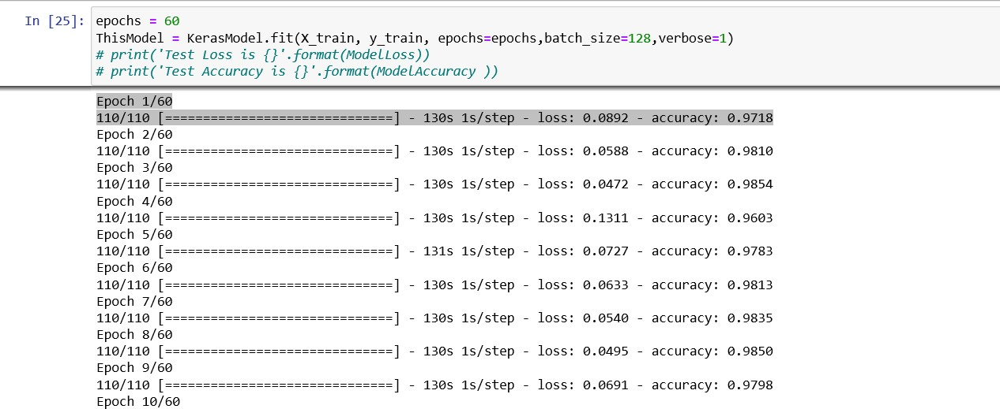 In [25]: epochs = 60
ThisModel = KerasModel.fit(X_train, y_train, epochs=epochs,batch_size=128,verbose=1)
# print('Test Loss is {}'.format(ModelLoss))
# print('Test Accuracy is {}'.format(ModelAccuracy ))
Epoch 1/60
110/110 [==============================] - 130s 1s/step - loss: 0.0892 - accuracy: 0.9718
Epoch 2/60
110/110 [==============================] - 130s 1s/step - loss: 0.0588 - accuracy: 0.9810
Epoch 3/60
110/110 [==============================] - 130s 1s/step - loss: 0.0472 - accuracy: 0.9854
Epoch 4/60
110/110 [==============================] - 130s 1s/step - loss: 0.1311 - accuracy: 0.9603
Epoch 5/60
110/110 [==============================] - 131s 1s/step - loss: 0.0727 - accuracy: 0.9783
Epoch 6/60
110/110 [==============================] - 130s 1s/step - loss: 0.0633 - accuracy: 0.9813
Epoch 7/60
110/110 [==============================] - 130s 1s/step - loss: 0.0540 - accuracy: 0.9835
Epoch 8/60
110/110 [==============================] - 130s 1s/step - loss: 0.0495 - accuracy: 0.9850
Epoch 9/60
110/110 [==============================] - 130s 1s/step - loss: 0.0691 - accuracy: 0.9798
Epoch 10/60